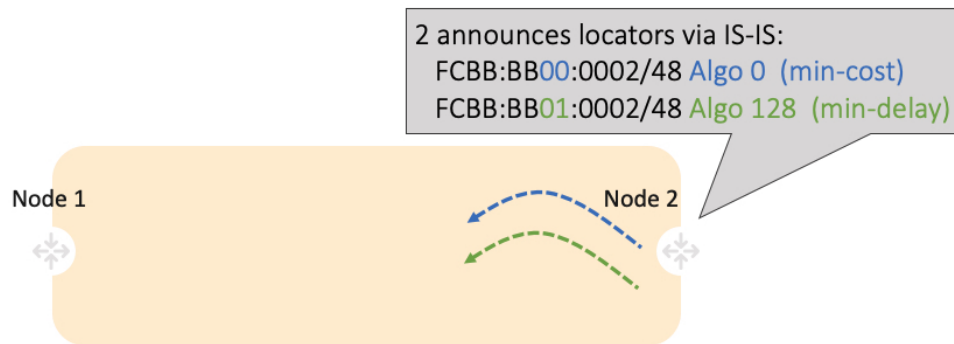 2 announces locators via IS-IS:
FCBB:BB00:0002/48 Algo 0 (min-cost)
FCBB:BB01:0002/48 Algo 128 (min-delay)
Node 1
Node 2